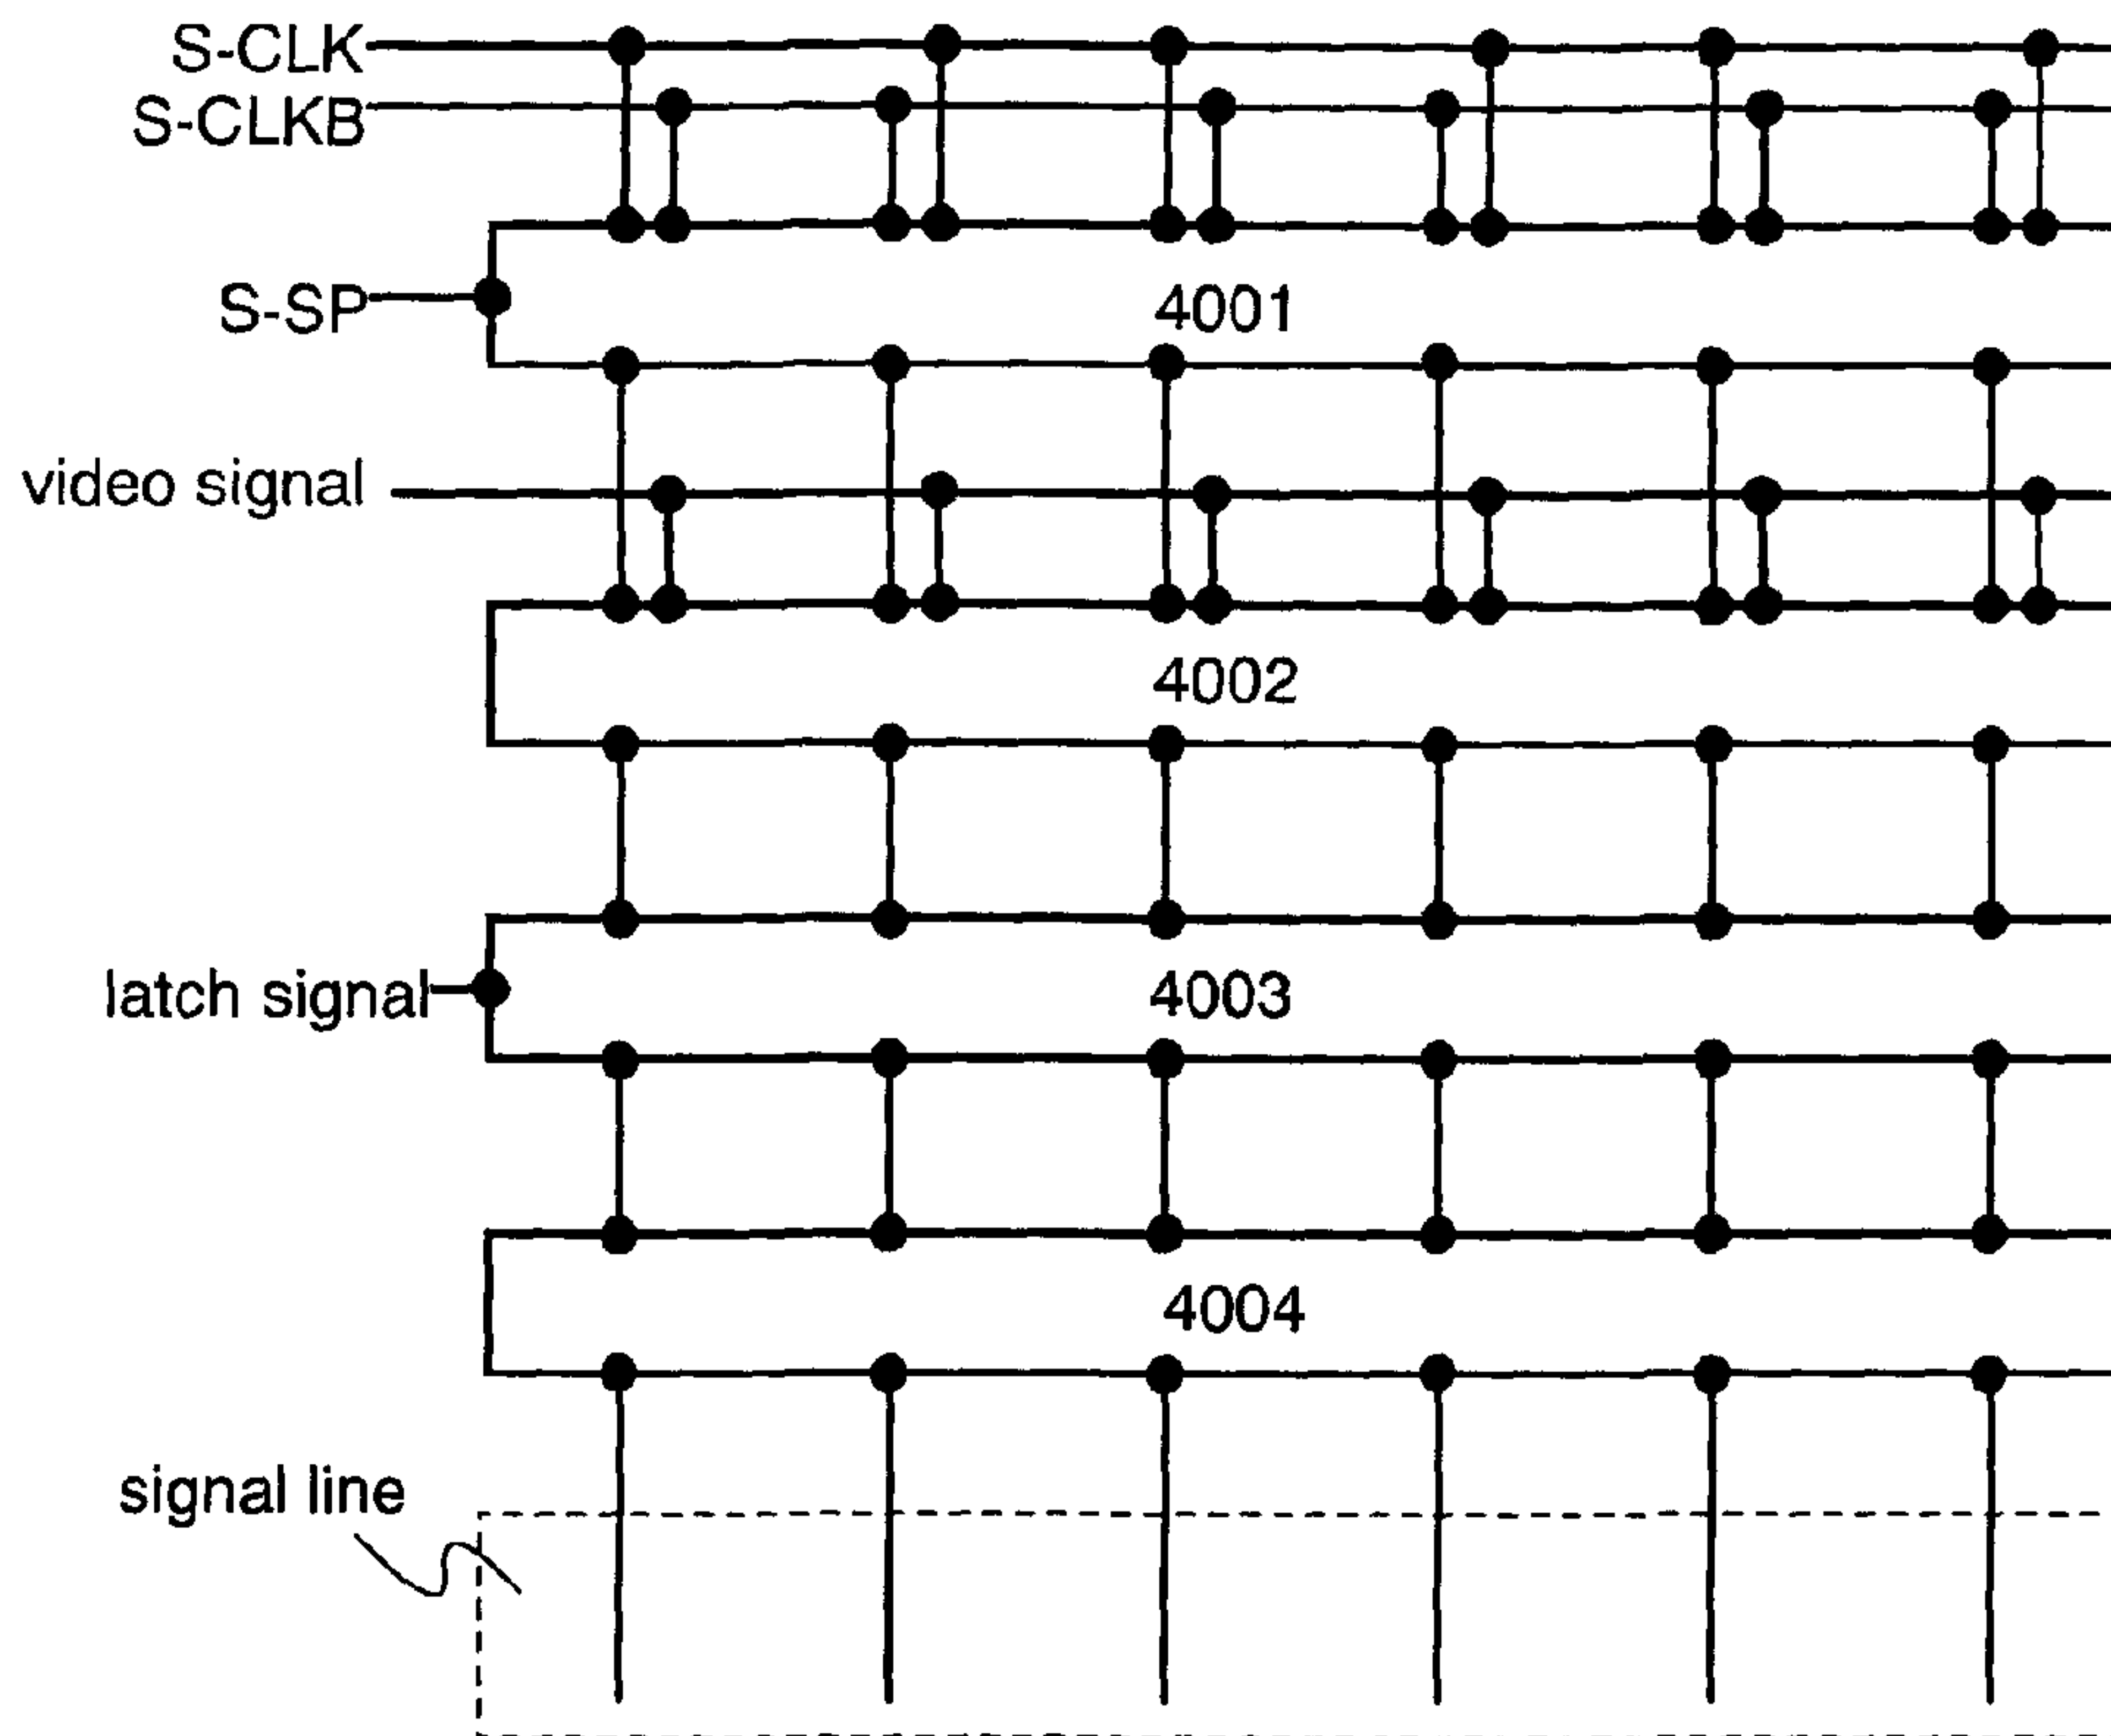 S-CLK
S-CLKB
S-SP
4001
video signal
4002
latch signal
4003
4004
signal line